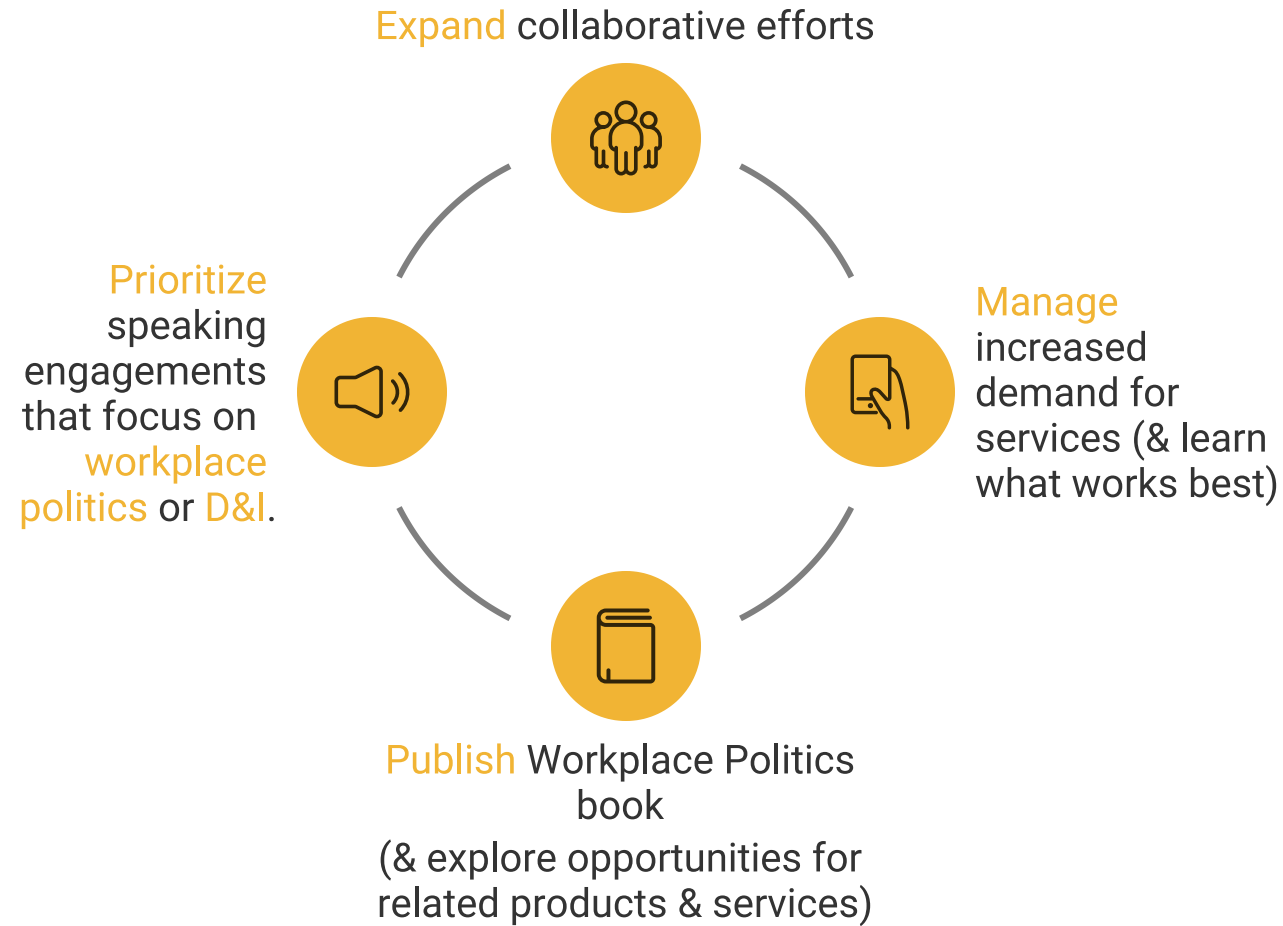 Expand collaborative efforts
Prioritize
speaking
engagements
that focus on
workplace
politics or D&I.
Manage
increased
demand for
services (& learn
what works best)
Publish Workplace Politics
book
(& explore opportunities for
related products & services)